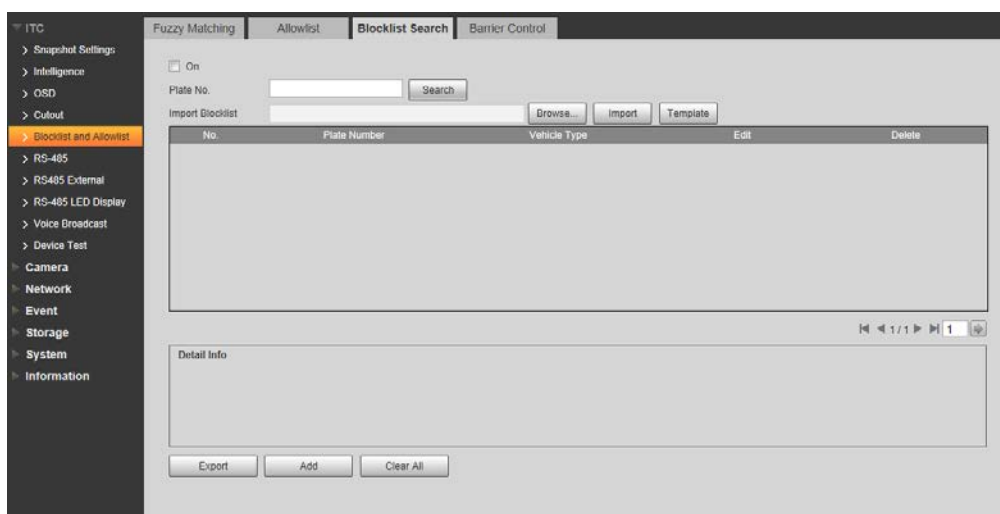 ITC
Snapshot Settings
Intelligence
OSD
Cutout
Blocklist and Allowlist
RS-485
RS485 External
RS-485 LED Display
Voice Broadcast
Device Test
Camera
Network
Event
Storage
System
Information
Fuzzy Matching Allowlist Blocklist Search Barrier Control
On
Plate No. Search
Import Blocklist Browse... Import Template
No. Plate Number Vehicle Type Edit Delete
1/1 1
Detail Info
Export Add Clear All